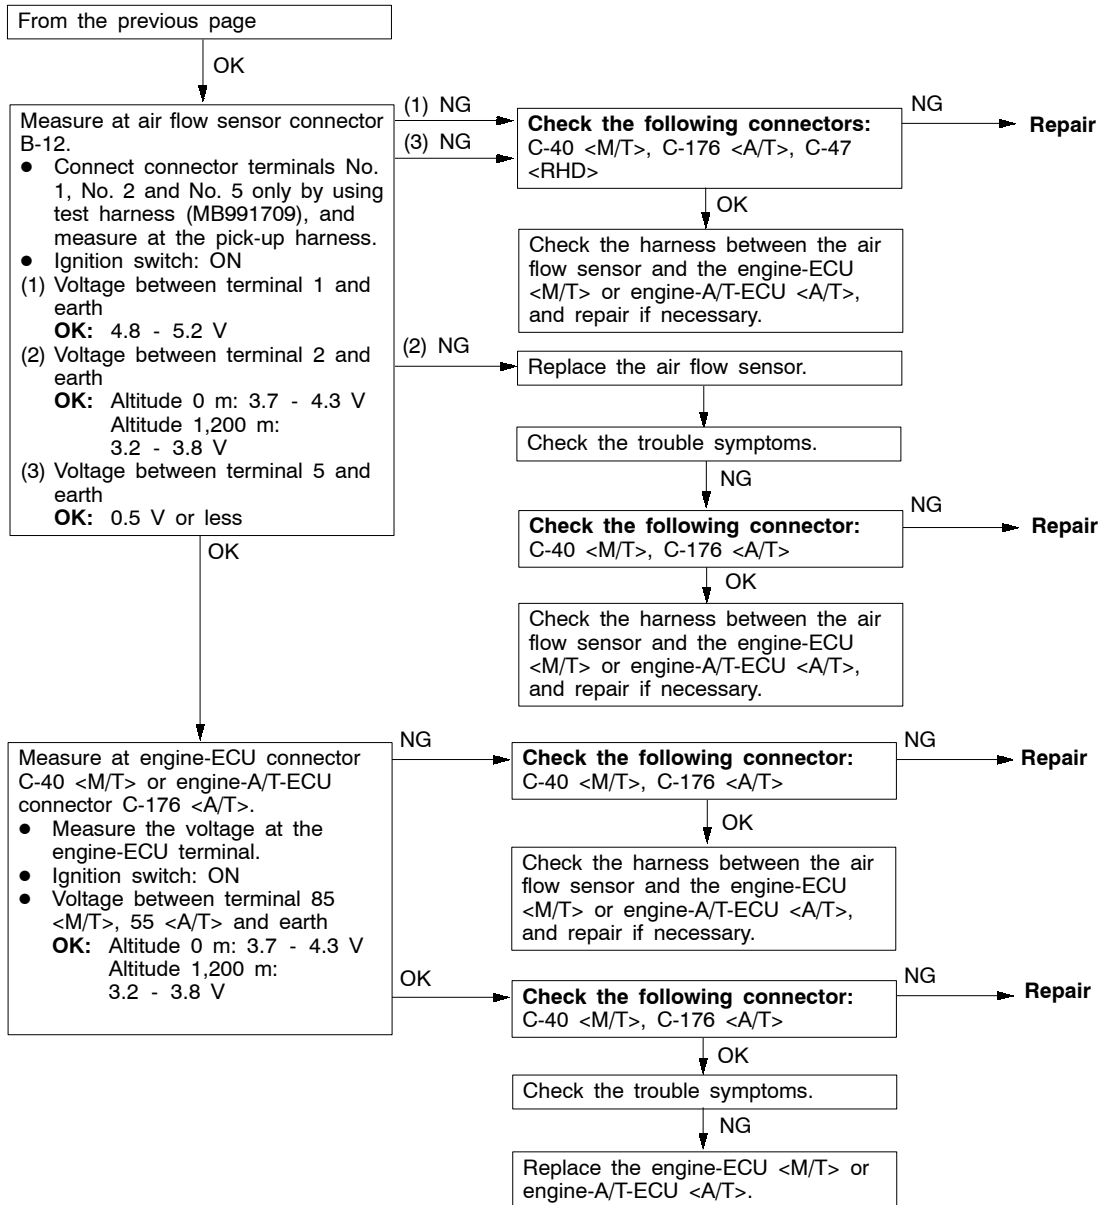 From the previous page
OK
Measure at air flow sensor connector
B-12.
● Connect connector terminals No.
1, No. 2 and No. 5 only by using
test harness (MB991709), and
measure at the pick-up harness.
● Ignition switch: ON
(1) Voltage between terminal 1 and
earth
OK: 4.8 - 5.2 V
(2) Voltage between terminal 2 and
earth
OK: Altitude 0 m: 3.7 - 4.3 V
Altitude 1,200 m:
3.2 - 3.8 V
(3) Voltage between terminal 5 and
earth
OK: 0.5 V or less
(1) NG
(3) NG
Check the following connectors:
C-40 <M/T>, C-176 <A/T>, C-47
<RHD>
NG
Repair
OK
Check the harness between the air
flow sensor and the engine-ECU
<M/T> or engine-A/T-ECU <A/T>,
and repair if necessary.
(2) NG
Replace the air flow sensor.
Check the trouble symptoms.
NG
Check the following connector:
C-40 <M/T>, C-176 <A/T>
NG
Repair
OK
Check the harness between the air
flow sensor and the engine-ECU
<M/T> or engine-A/T-ECU <A/T>,
and repair if necessary.
OK
Measure at engine-ECU connector
C-40 <M/T> or engine-A/T-ECU
connector C-176 <A/T>.
● Measure the voltage at the
engine-ECU terminal.
● Ignition switch: ON
● Voltage between terminal 85
<M/T>, 55 <A/T> and earth
OK: Altitude 0 m: 3.7 - 4.3 V
Altitude 1,200 m:
3.2 - 3.8 V
NG
Check the following connector:
C-40 <M/T>, C-176 <A/T>
NG
Repair
OK
Check the harness between the air
flow sensor and the engine-ECU
<M/T> or engine-A/T-ECU <A/T>,
and repair if necessary.
OK
Check the following connector:
C-40 <M/T>, C-176 <A/T>
NG
Repair
OK
Check the trouble symptoms.
NG
Replace the engine-ECU <M/T> or
engine-A/T-ECU <A/T>.